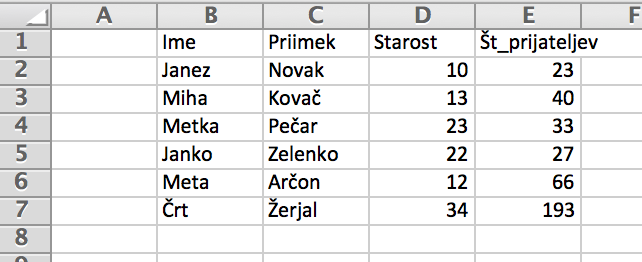 A B C D E F
1 Ime Priimek Starost Št_prijateljev
2 Janez Novak 10 23
3 Miha Kovač 13 40
4 Metka Pečar 23 33
5 Janko Zelenko 22 27
6 Meta Arčon 12 66
7 Črt Žerjal 34 193
8